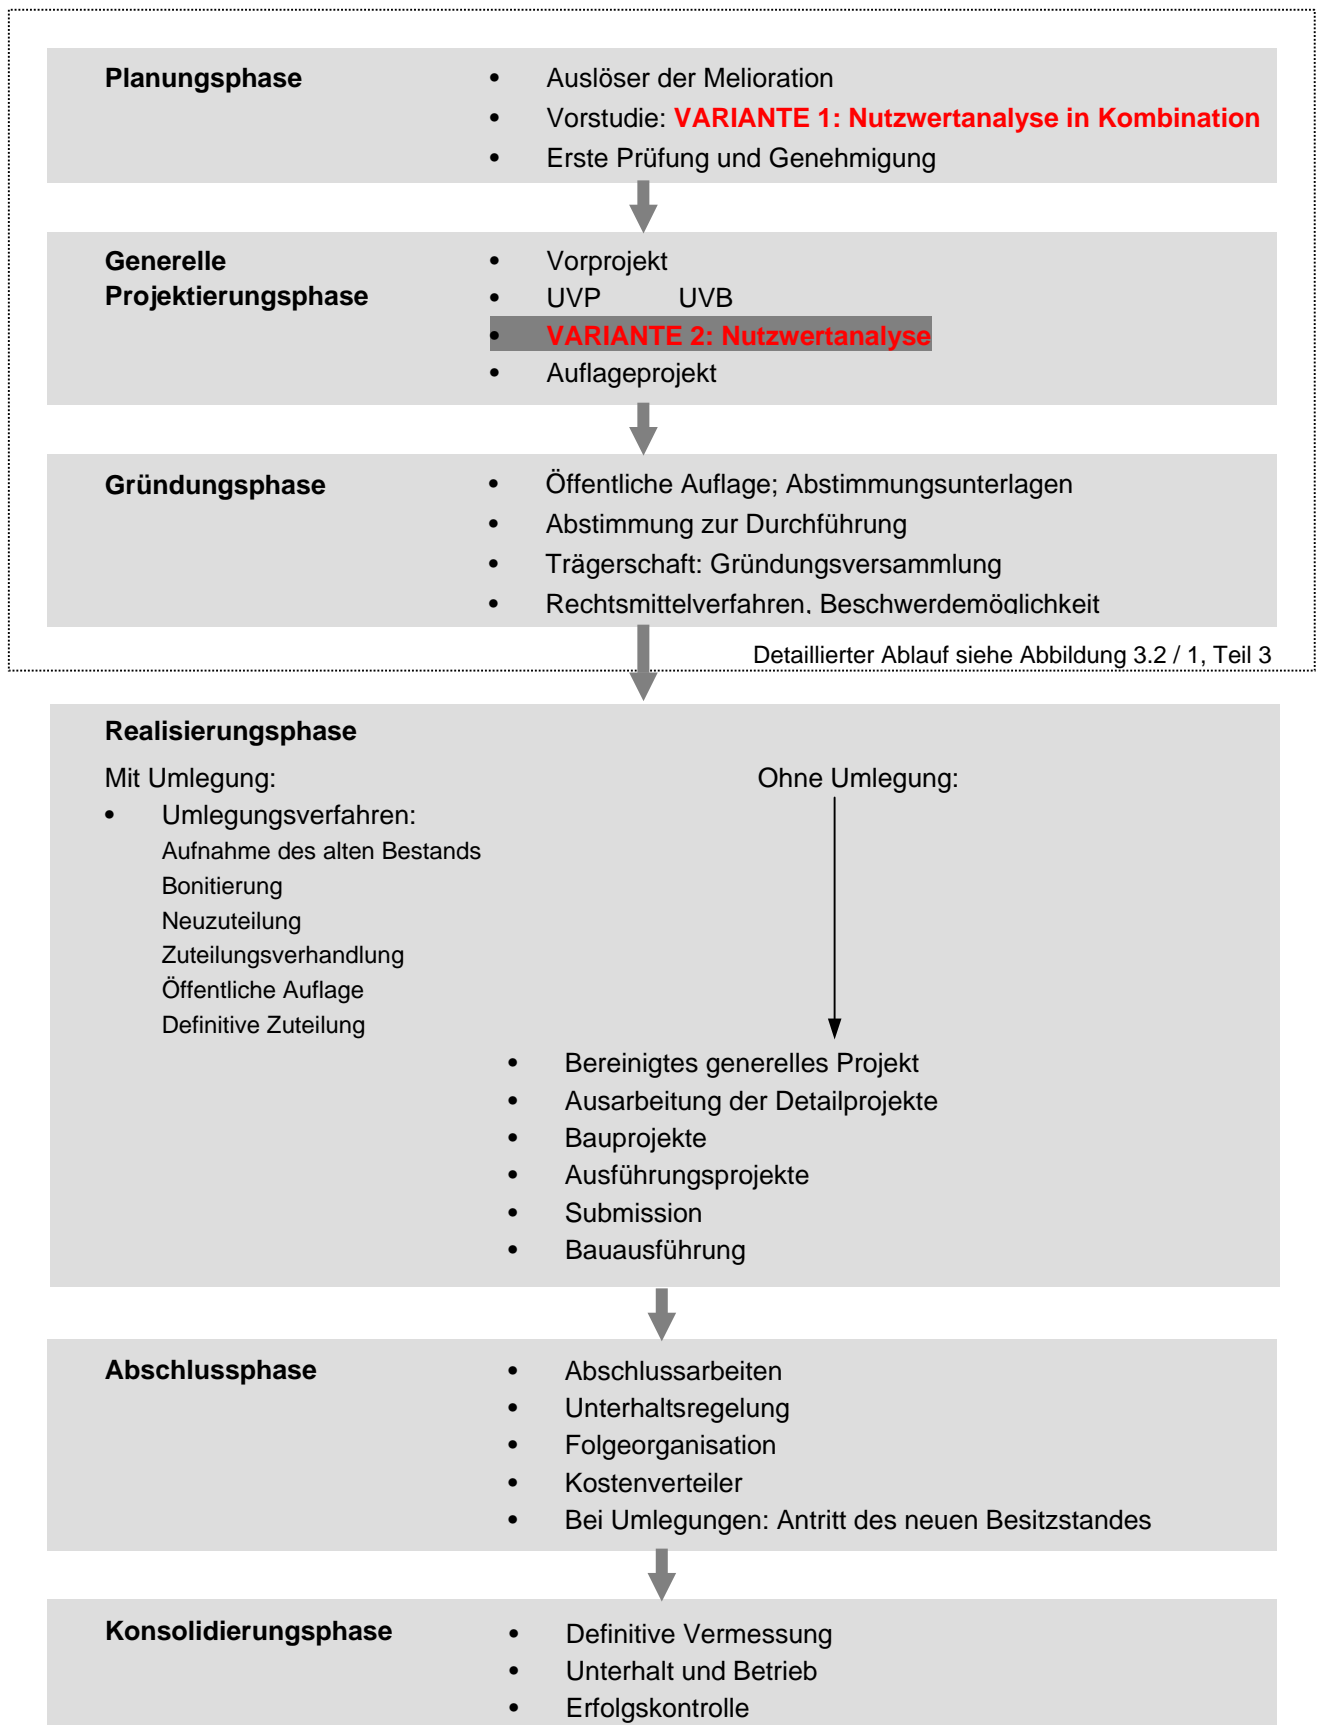 Planungsphase
• Auslöser der Melioration
• Vorstudie: VARIANTE 1: Nutzwertanalyse in Kombination
• Erste Prüfung und Genehmigung
Generelle
Projektierungsphase
• Vorprojekt
• UVP UVB
• VARIANTE 2: Nutzwertanalyse
• Auflageprojekt
Gründungsphase
• Öffentliche Auflage; Abstimmungsunterlagen
• Abstimmung zur Durchführung
• Trägerschaft: Gründungsversammlung
• Rechtsmittelverfahren, Beschwerdemöglichkeit
Detaillierter Ablauf siehe Abbildung 3.2 / 1, Teil 3
Realisierungsphase
Mit Umlegung:
• Umlegungsverfahren:
Aufnahme des alten Bestands
Bonitierung
Neuzuteilung
Zuteilungsverhandlung
Öffentliche Auflage
Definitive Zuteilung
Ohne Umlegung:
• Bereinigtes generelles Projekt
• Ausarbeitung der Detailprojekte
• Bauprojekte
• Ausführungsprojekte
• Submission
• Bauausführung
Abschlussphase
• Abschlussarbeiten
• Unterhaltsregelung
• Folgeorganisation
• Kostenverteiler
• Bei Umlegungen: Antritt des neuen Besitzstandes
Konsolidierungsphase
• Definitive Vermessung
• Unterhalt und Betrieb
• Erfolgskontrolle